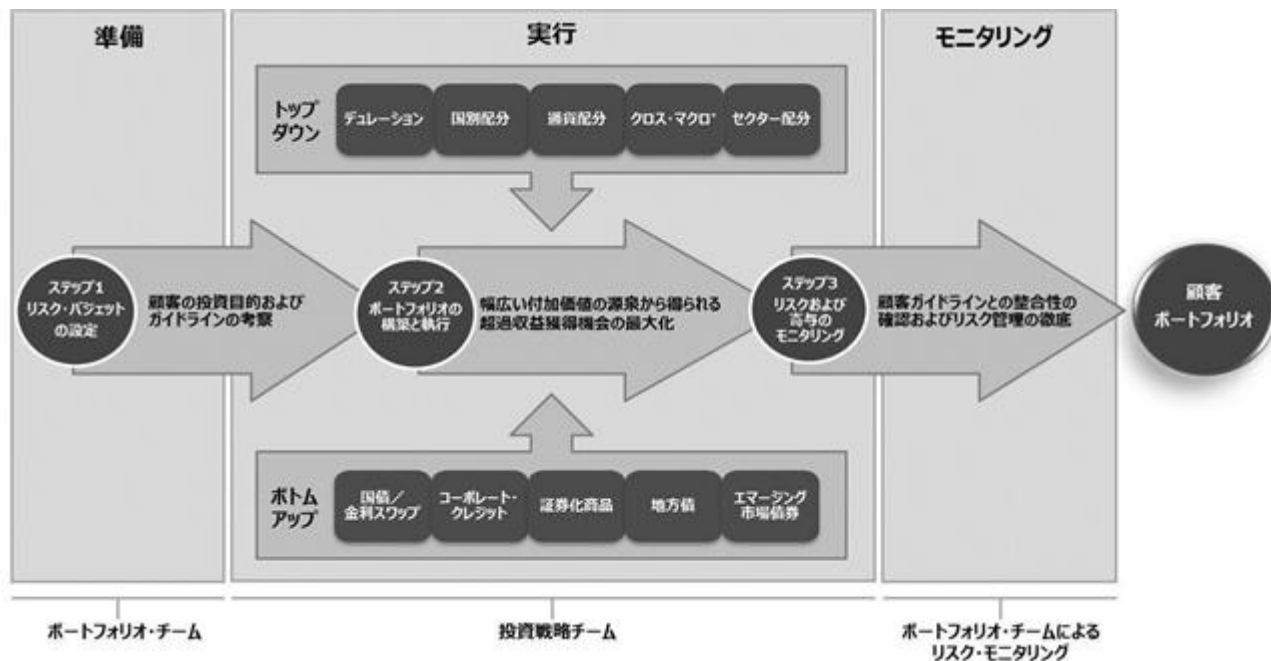 準備
実行
モニタリング
トップ
ダウン
デュレーション
国別配分
通貨配分
クロス・マクロ*
セクター配分
ステップ1
リスク・バジェット
の設定
顧客の投資目的および
ガイドラインの考察
ステップ2
ポートフォリオの
構築と執行
幅広い付加価値の源泉から得られる
超過収益獲得機会の最大化
ステップ3
リスクおよび
寄与の
モニタリング
顧客ガイドラインとの整合性の
確認およびリスク管理の徹底
顧客
ポートフォリオ
ボトム
アップ
国債／
金利スワップ
コーポレート・
クレジット
証券化商品
地方債
エマージング
市場債券
ポートフォリオ・チーム
投資戦略チーム
ポートフォリオ・チームによる
リスク・モニタリング